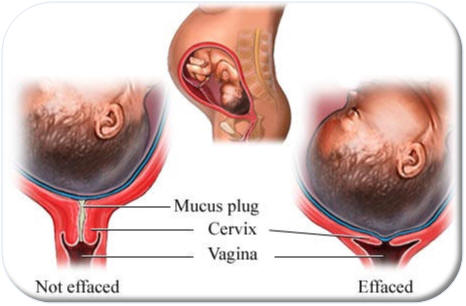 Mucus plug
Cervix
Vagina
Not effaced
Effaced